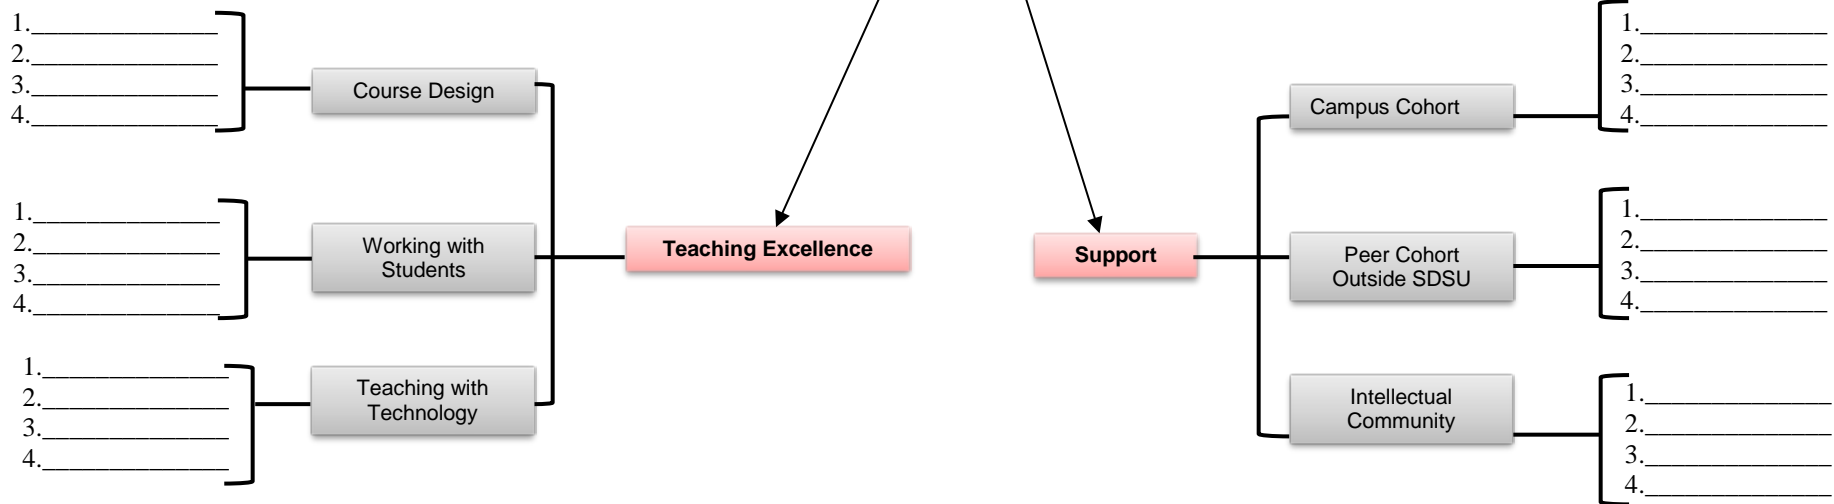 1.______________
2.______________
3.______________
4.______________
Course Design
1.______________
2.______________
3.______________
4.______________
Working with
Students
1.______________
2.______________
3.______________
4.______________
Teaching with
Technology
Teaching Excellence
Support
Campus Cohort
1.______________
2.______________
3.______________
4.______________
Peer Cohort
Outside SDSU
1.______________
2.______________
3.______________
4.______________
Intellectual
Community
1.______________
2.______________
3.______________
4.______________